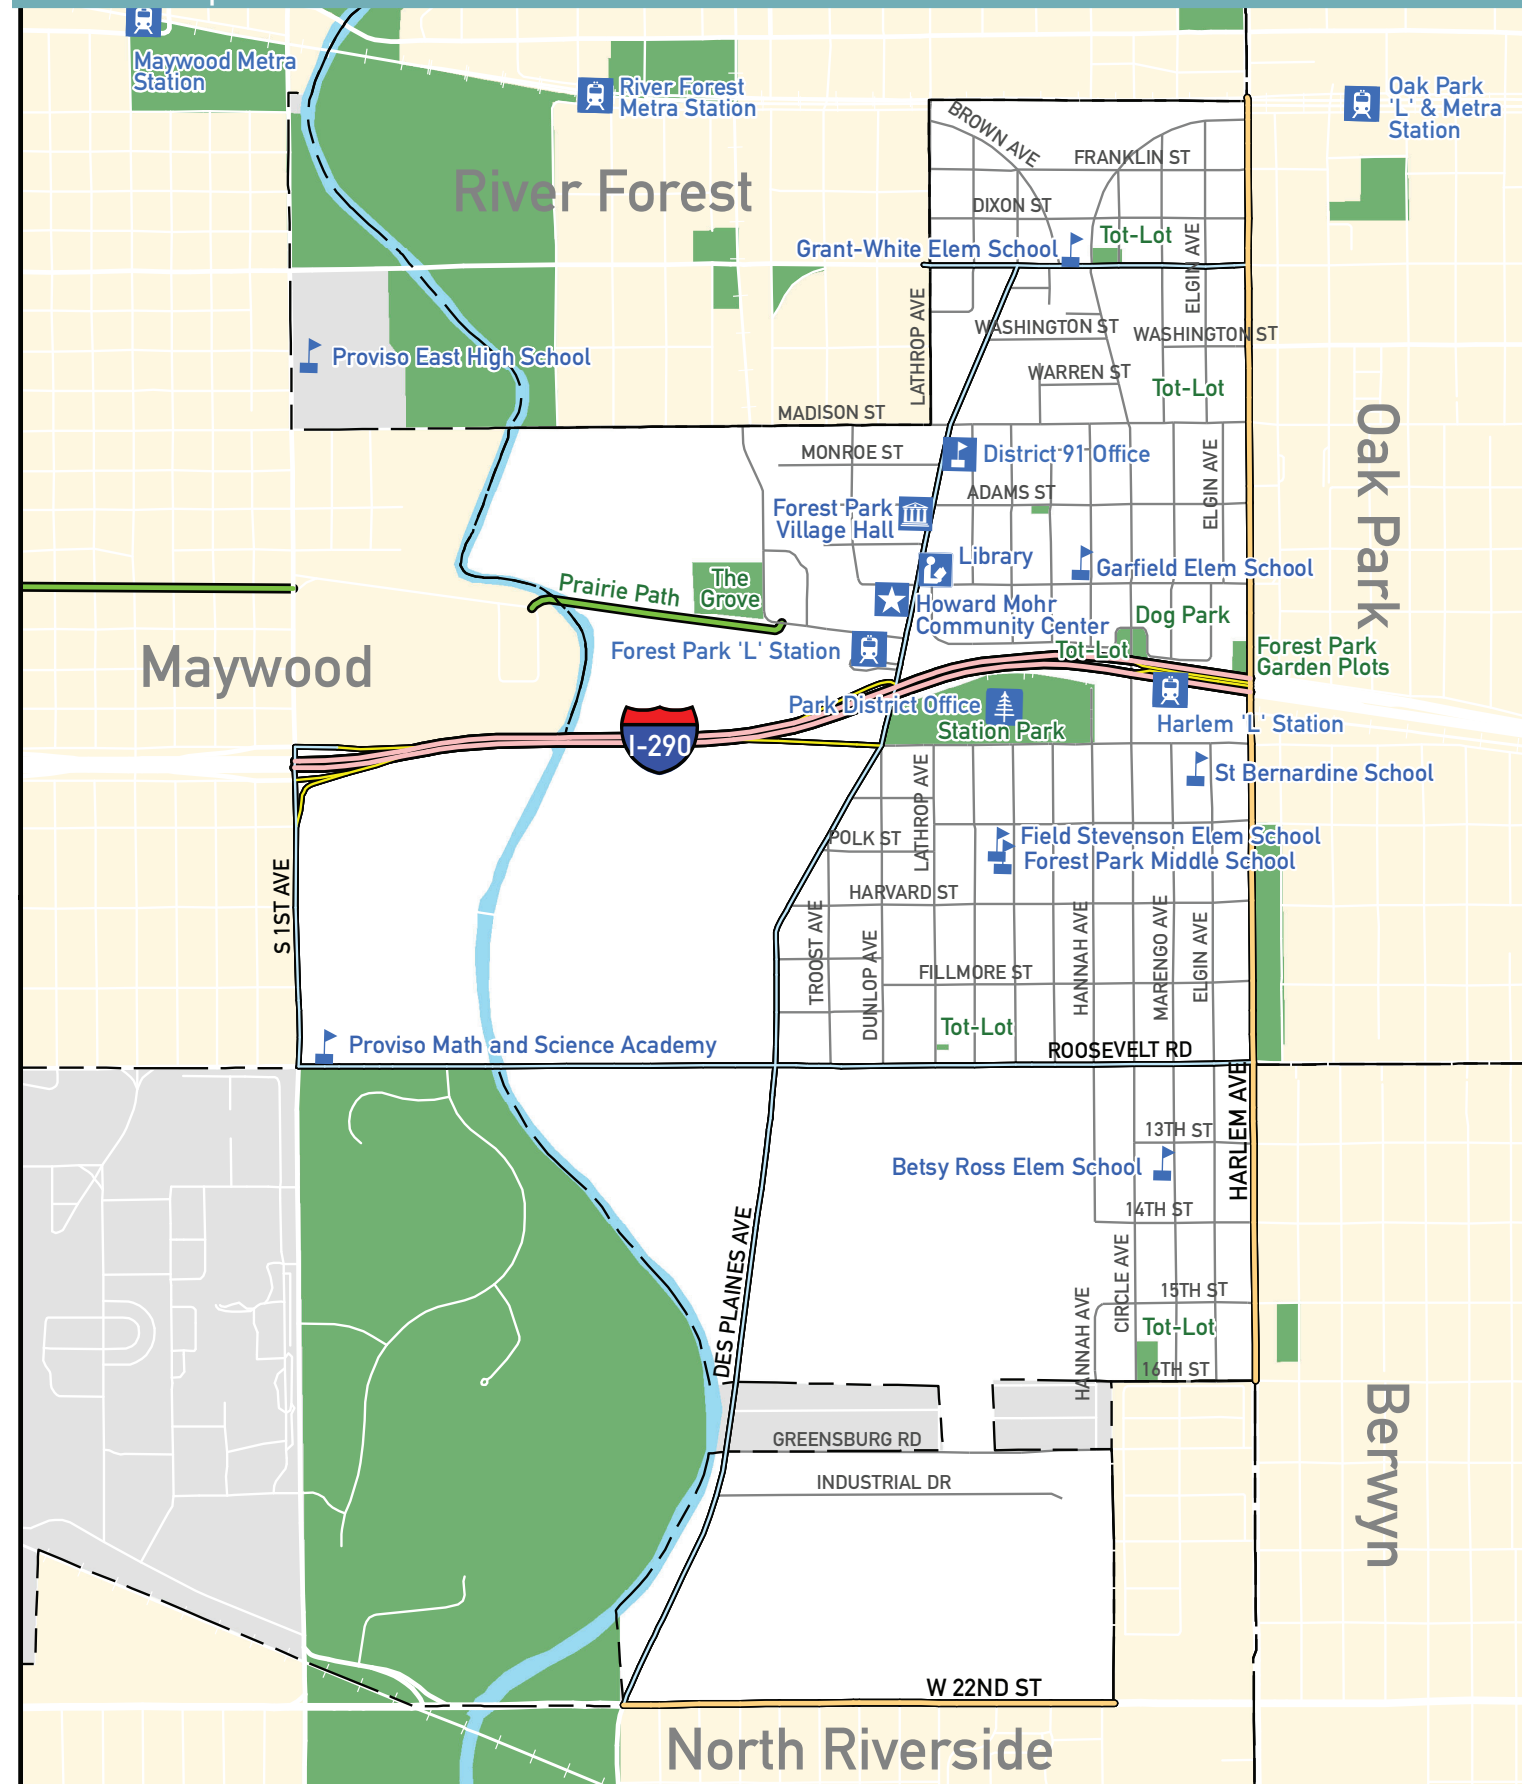 Maywood Metra
Station
River Forest
Metra Station
Oak Park
'L' & Metra
Station
BROWN AVE
FRANKLIN ST
River Forest
DIXON ST
Tot-Lot
Grant-White Elem School
ELGIN AVE
LATHROP AVE
WASHINGTON ST
WASHINGTON ST
Proviso East High School
WARREN ST
Tot-Lot
MADISON ST
Oak Park
MONROE ST
District 91 Office
ELGIN AVE
ADAMS ST
Forest Park
Village Hall
Library
Garfield Elem School
Prairie Path
The
Grove
Howard Mohr
Community Center
Dog Park
Maywood
Forest Park 'L' Station
Tot-Lot
Forest Park
Garden Plots
Park District Office
Station Park
Harlem 'L' Station
I-290
St Bernardine School
LATHROP AVE
POLK ST
Field Stevenson Elem School
Forest Park Middle School
S 1ST AVE
HARVARD ST
TROOST AVE
DUNLOP AVE
HANNAH AVE
MARENGO AVE
ELGIN AVE
FILLMORE ST
Tot-Lot
Proviso Math and Science Academy
ROOSEVELT RD
HARLEM AVE
13TH ST
Betsy Ross Elem School
14TH ST
DES PLAINES AVE
CIRCLE AVE
15TH ST
HANNAH AVE
Tot-Lot
16TH ST
Berwyn
GREENSBURG RD
INDUSTRIAL DR
W 22ND ST
North Riverside